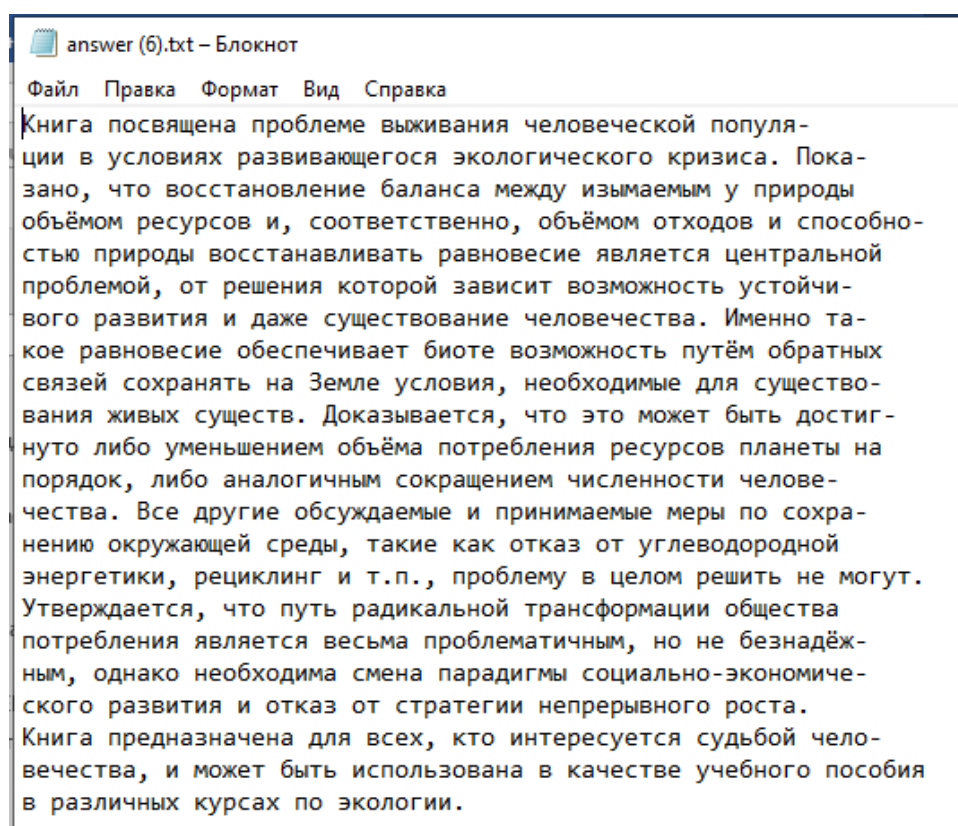 answer (6).txt – Блокнот
Файл Правка Формат Вид Справка
Книга посвящена проблеме выживания человеческой популя-
ции в условиях развивающегося экологического кризиса. Пока-
зано, что восстановление баланса между изымаемым у природы
объёмом ресурсов и, соответственно, объёмом отходов и способно-
стью природы восстанавливать равновесие является центральной
проблемой, от решения которой зависит возможность устойчи-
вого развития и даже существование человечества. Именно та-
кое равновесие обеспечивает биоте возможность путём обратных
связей сохранять на Земле условия, необходимые для существо-
вания живых существ. Доказывается, что это может быть достиг-
нуто либо уменьшением объёма потребления ресурсов планеты на
порядок, либо аналогичным сокращением численности челове-
чества. Все другие обсуждаемые и принимаемые меры по сохра-
нению окружающей среды, такие как отказ от углеводородной
энергетики, рециклинг и т.п., проблему в целом решить не могут.
Утверждается, что путь радикальной трансформации общества
потребления является весьма проблематичным, но не безнадёж-
ным, однако необходима смена парадигмы социально-экономиче-
ского развития и отказ от стратегии непрерывного роста.
Книга предназначена для всех, кто интересуется судьбой чело-
вечества, и может быть использована в качестве учебного пособия
в различных курсах по экологии.